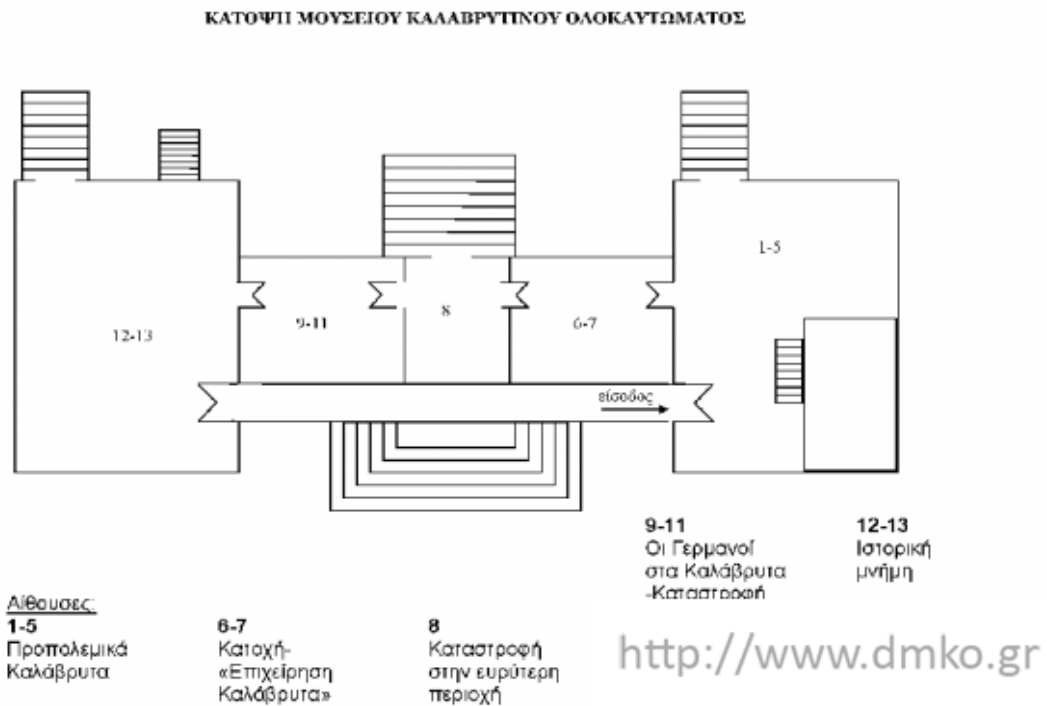 ΚΑΤΟΨΗ ΜΟΥΣΕΙΟΥ ΚΑΛΑΒΡΥΤΙΝΟΥ ΟΛΟΚΑΥΤΩΜΑΤΟΣ
1-5
12-13
9-11
8
6-7
είσοδος
9-11
Οι Γερμανοί
στα Καλάβρυτα
-Καταστροφή
12-13
Ιστορική
μνήμη
Αίθουσες:
1-5
Προπολεμικά
Καλάβρυτα
6-7
Κατοχή-
«Επιχείρηση
Καλάβρυτα»
8
Καταστροφή
στην ευρύτερη
περιοχή
http://www.dmko.gr